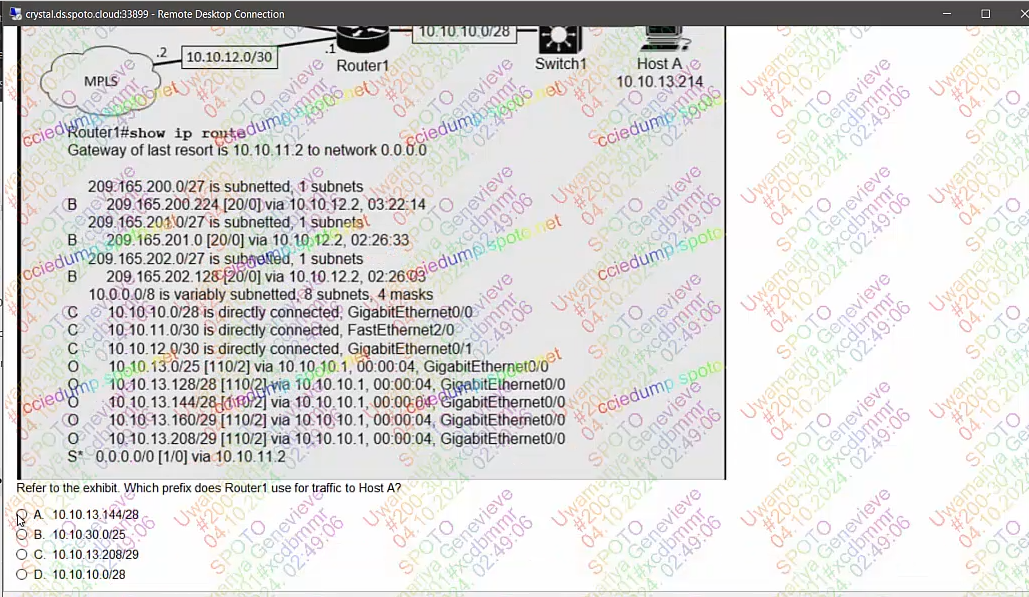 crystal.ds.spoto.cloud:33899 - Remote Desktop Connection
10.10.10.0/28
.2
10.10.12.0/30
.1
Router1
Switch1
Host A
10.10.13.214
MPLS
Router1#show ip route
Gateway of last resort is 10.10.11.2 to network 0.0.0.0
209.165.200.0/27 is subnetted, 1 subnets
B 209.165.200.224 [20/0] via 10.10.12.2, 03:22:14
209.165.201.0/27 is subnetted, 1 subnets
B 209.165.201.0 [20/0] via 10.10.12.2, 02:26:33
209.165.202.0/27 is subnetted, 1 subnets
B 209.165.202.128 [20/0] via 10.10.12.2, 02:26:03
10.0.0.0/8 is variably subnetted, 8 subnets, 4 masks
C 10.10.10.0/28 is directly connected, GigabitEthernet0/0
C 10.10.11.0/30 is directly connected, FastEthernet2/0
C 10.10.12.0/30 is directly connected, GigabitEthernet0/1
O 10.10.13.0/25 [110/2] via 10.10.10.1, 00:00:04, GigabitEthernet0/0
O 10.10.13.128/28 [110/2] via 10.10.10.1, 00:00:04, GigabitEthernet0/0
O 10.10.13.144/28 [110/2] via 10.10.10.1, 00:00:04, GigabitEthernet0/0
O 10.10.13.160/29 [110/2] via 10.10.10.1, 00:00:04, GigabitEthernet0/0
O 10.10.13.208/29 [110/2] via 10.10.10.1, 00:00:04, GigabitEthernet0/0
S* 0.0.0.0/0 [1/0] via 10.10.11.2
Refer to the exhibit. Which prefix does Router1 use for traffic to Host A?
A. 10.10.13.144/28
B. 10.10.30.0/25
C. 10.10.13.208/29
D. 10.10.10.0/28
cciedump.spoto.net
SPOTO Genevieve